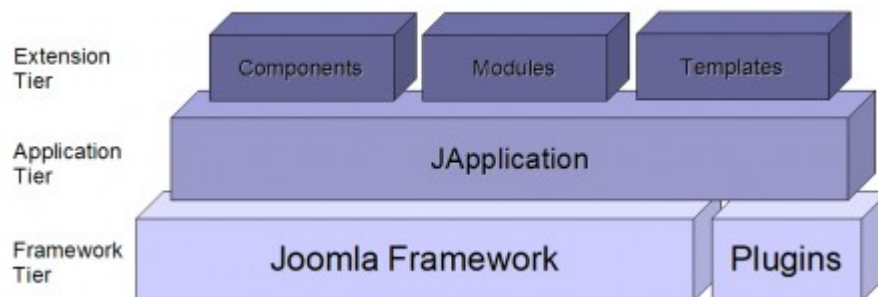 Extension
Tier
Components
Modules
Templates
Application
Tier
JApplication
Framework
Tier
Joomla Framework
Plugins